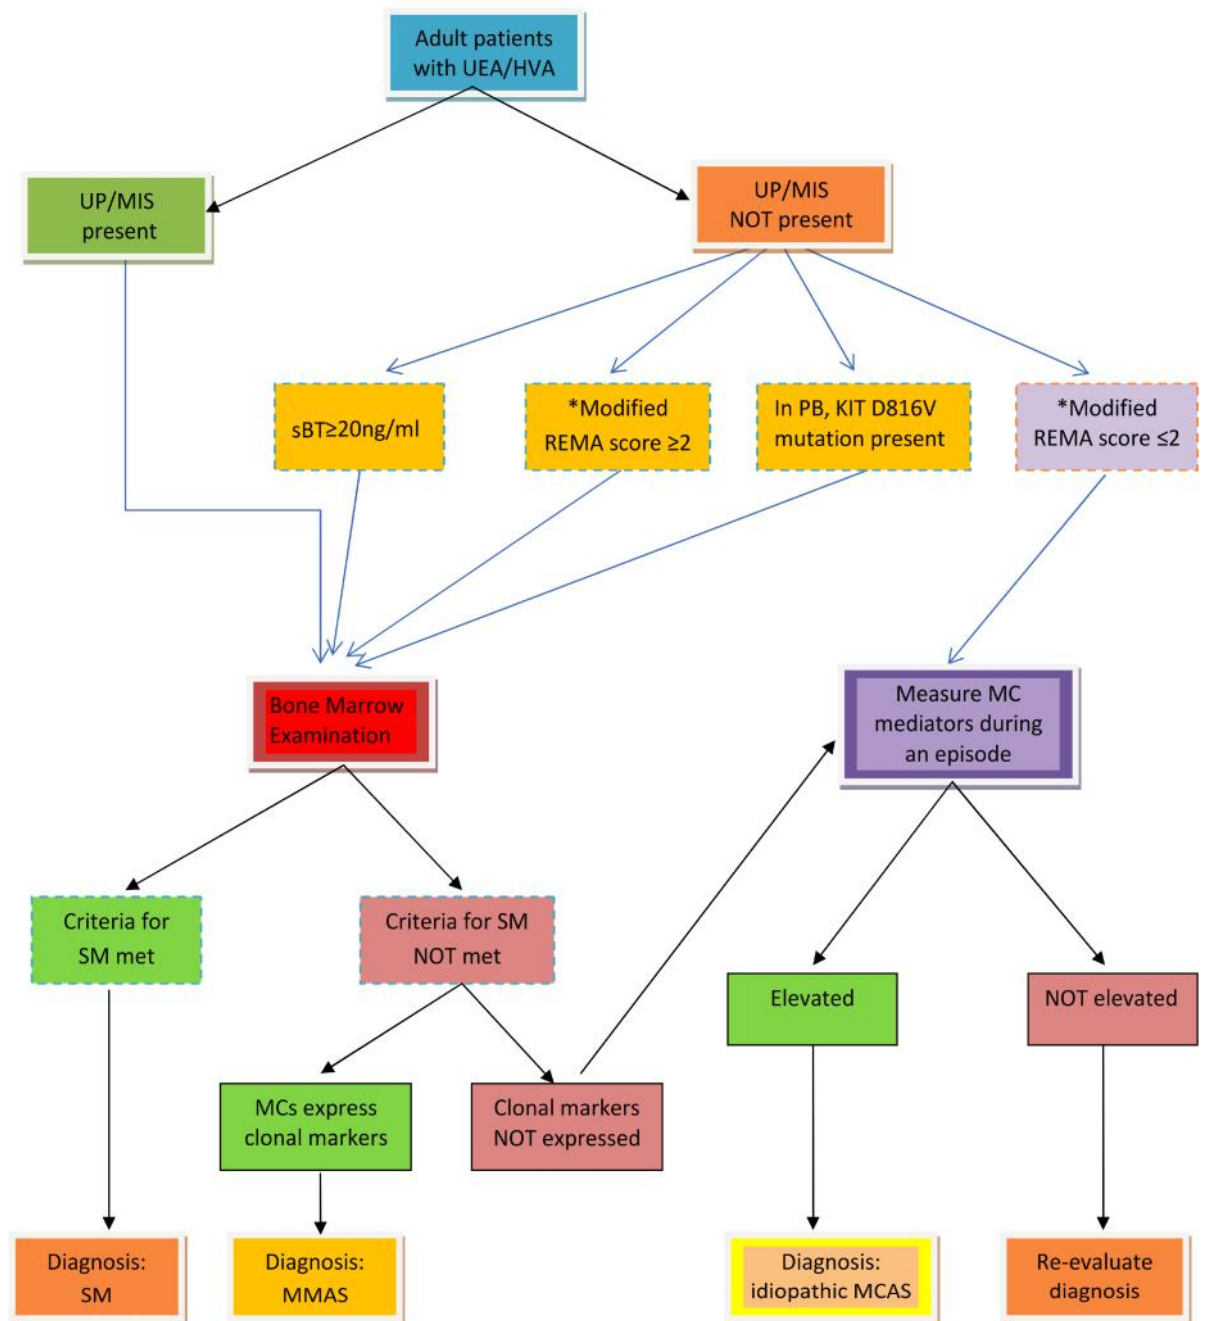 Adult patients
with UEA/HVA
UP/MIS
present
UP/MIS
NOT present
sBT≥20ng/ml
*Modified
REMA score ≥2
In PB, KIT D816V
mutation present
*Modified
REMA score ≤2
Bone Marrow
Examination
Measure MC
mediators during
an episode
Criteria for
SM met
Criteria for SM
NOT met
Elevated
NOT elevated
MCs express
clonal markers
Clonal markers
NOT expressed
Diagnosis:
SM
Diagnosis:
MMAS
Diagnosis:
idiopathic MCAS
Re-evaluate
diagnosis